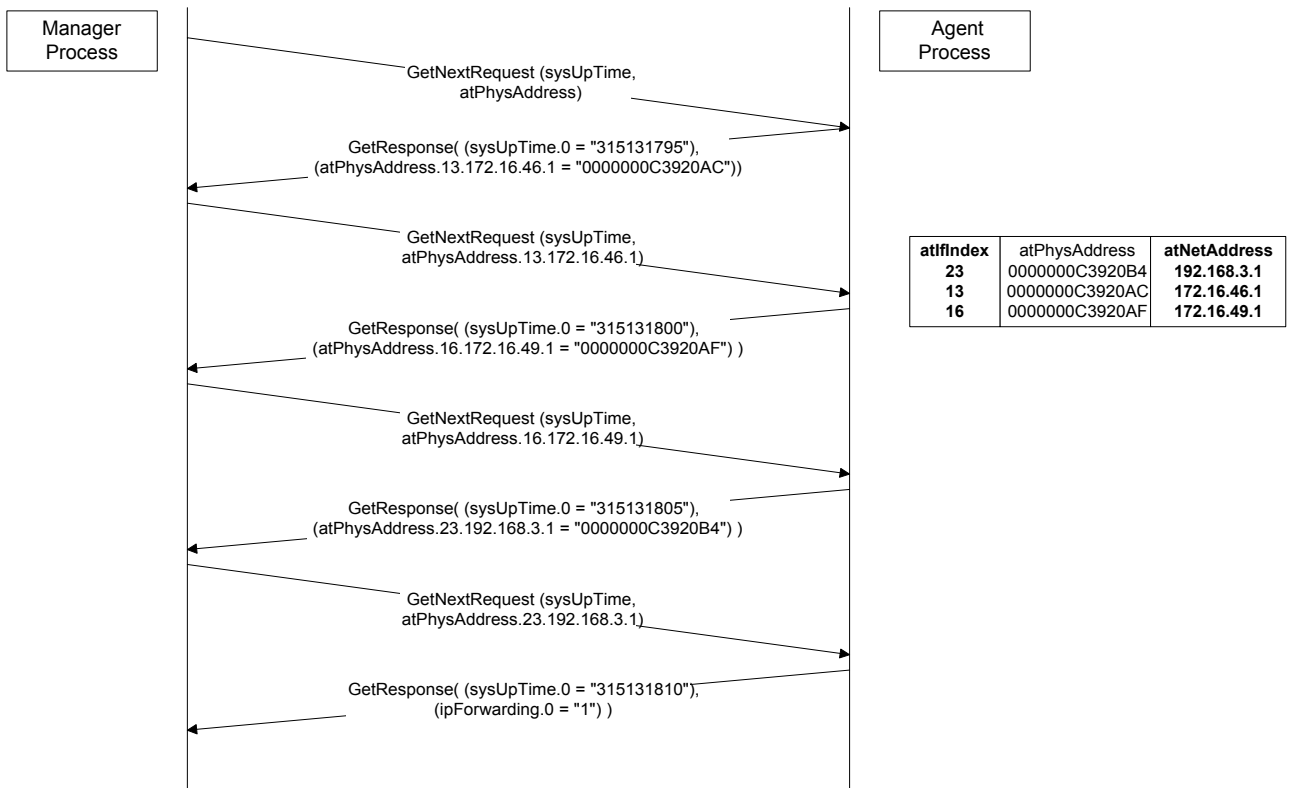 Manager
Process
Agent
Process
GetNextRequest (sysUpTime,
atPhysAddress)
GetResponse( (sysUpTime.0 = "315131795"),
(atPhysAddress.13.172.16.46.1 = "0000000C3920AC"))
GetNextRequest (sysUpTime,
atPhysAddress.13.172.16.46.1)
GetResponse( (sysUpTime.0 = "315131800"),
(atPhysAddress.16.172.16.49.1 = "0000000C3920AF") )
GetNextRequest (sysUpTime,
atPhysAddress.16.172.16.49.1)
GetResponse( (sysUpTime.0 = "315131805"),
(atPhysAddress.23.192.168.3.1 = "0000000C3920B4") )
GetNextRequest (sysUpTime,
atPhysAddress.23.192.168.3.1)
GetResponse( (sysUpTime.0 = "315131810"),
(ipForwarding.0 = "1") )
atIfIndex atPhysAddress atNetAddress
23 0000000C3920B4 192.168.3.1
13 0000000C3920AC 172.16.46.1
16 0000000C3920AF 172.16.49.1